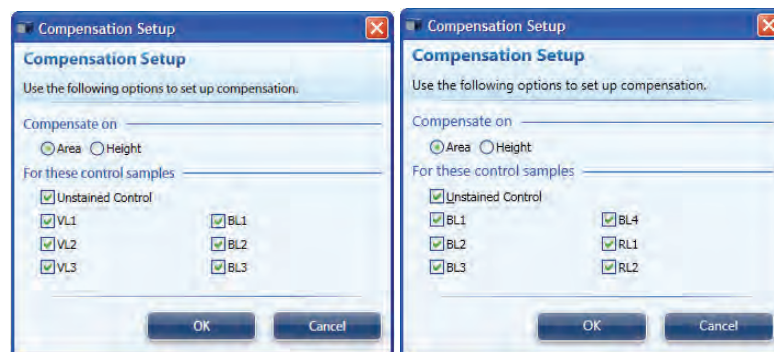 Compensation Setup
Compensation Setup
Use the following options to set up compensation.
Compensate on
Area Height
For these control samples
Unstained Control
VL1 BL1
VL2 BL2
VL3 BL3
OK Cancel
Compensation Setup
Compensation Setup
Use the following options to set up compensation.
Compensate on
Area Height
For these control samples
Unstained Control
BL1 BL4
BL2 RL1
BL3 RL2
OK Cancel